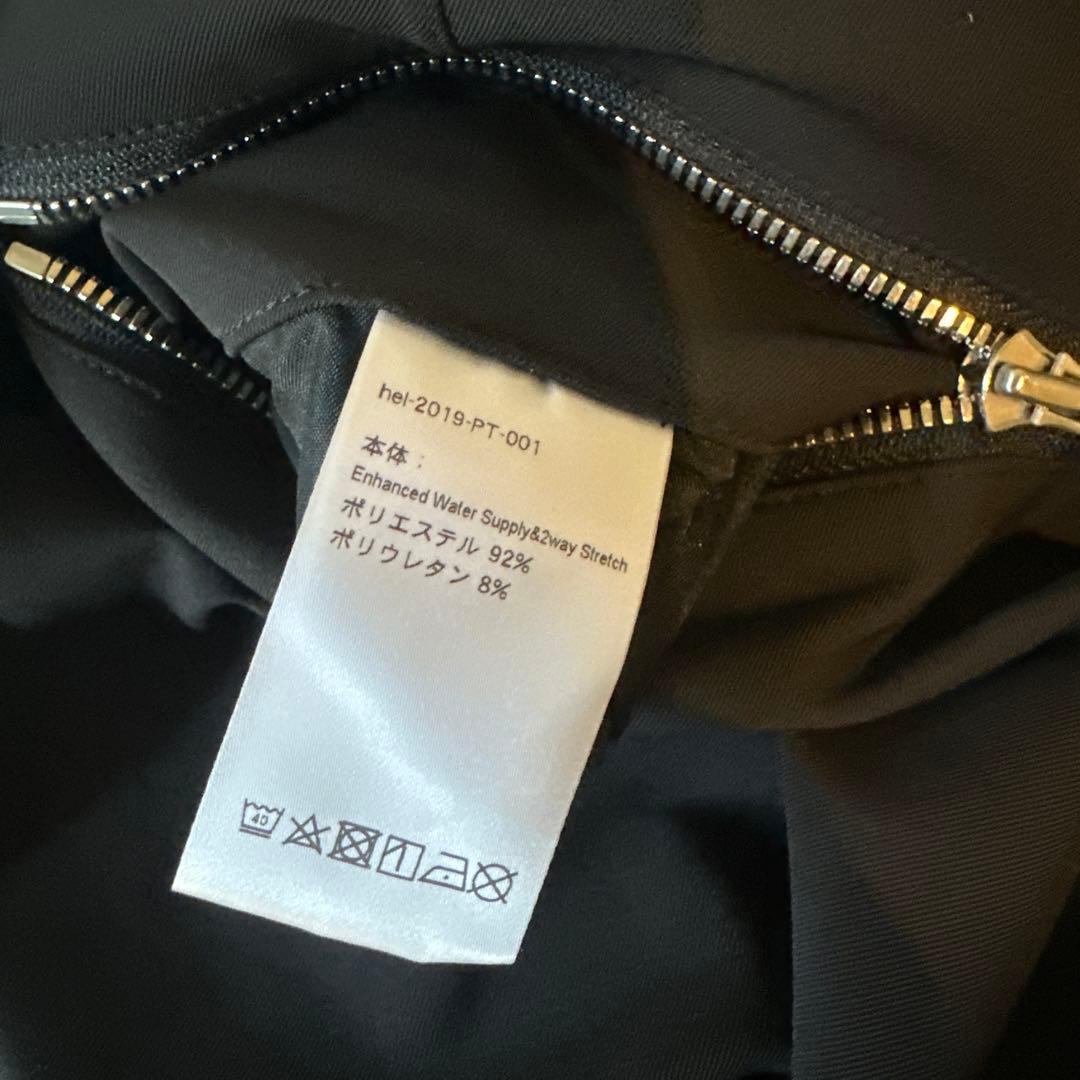 hel-2019-PT-001
本体：
Enhanced Water Supply&2way Stretch
ポリエステル 92%
ポリウレタン 8%
40